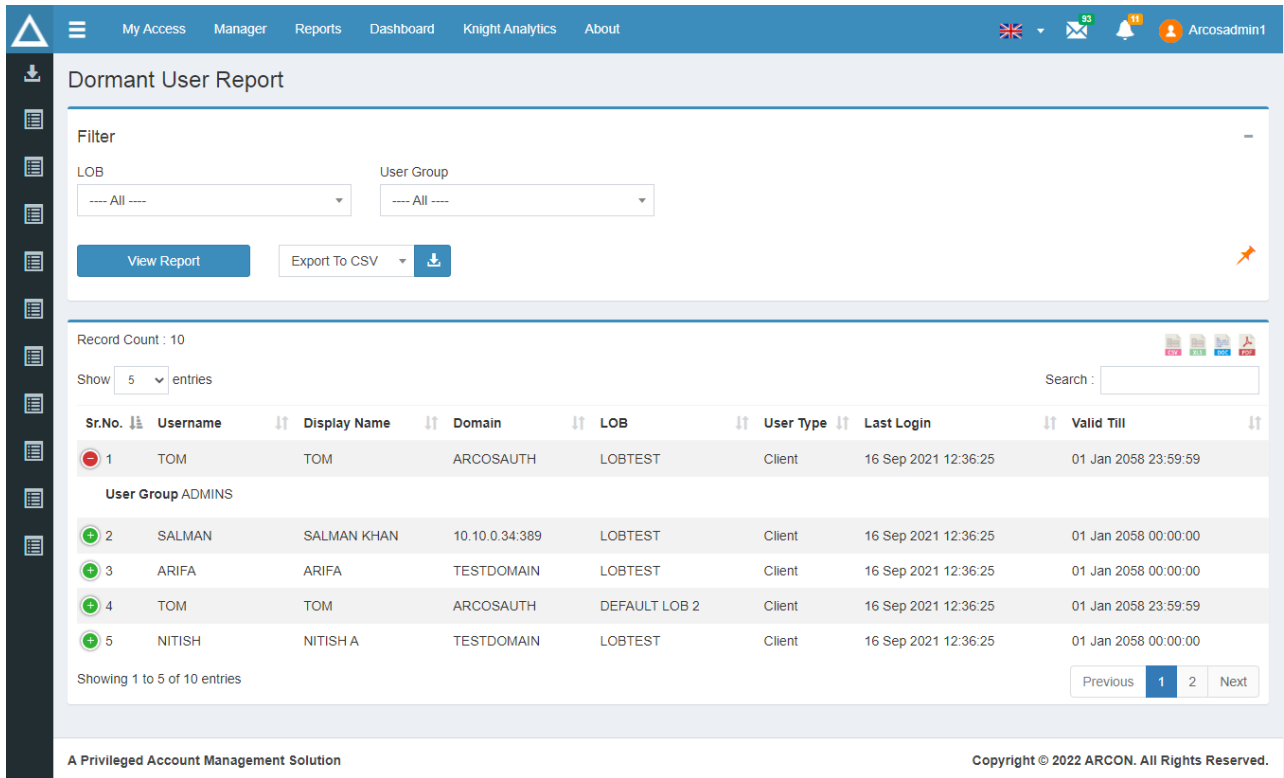 My Access Manager Reports Dashboard Knight Analytics About 93 11 Arcosadmin1
Dormant User Report
Filter
LOB User Group
---- All ---- ---- All ----
View Report Export To CSV
Record Count : 10
CSV XLS DOC PDF
Show 5 entries Search :
Sr.No. Username Display Name Domain LOB User Type Last Login Valid Till
1 TOM TOM ARCOSAUTH LOBTEST Client 16 Sep 2021 12:36:25 01 Jan 2058 23:59:59
User Group ADMINS
2 SALMAN SALMAN KHAN 10.10.0.34:389 LOBTEST Client 16 Sep 2021 12:36:25 01 Jan 2058 00:00:00
3 ARIFA ARIFA TESTDOMAIN LOBTEST Client 16 Sep 2021 12:36:25 01 Jan 2058 00:00:00
4 TOM TOM ARCOSAUTH DEFAULT LOB 2 Client 16 Sep 2021 12:36:25 01 Jan 2058 23:59:59
5 NITISH NITISH A TESTDOMAIN LOBTEST Client 16 Sep 2021 12:36:25 01 Jan 2058 00:00:00
Showing 1 to 5 of 10 entries Previous 1 2 Next
A Privileged Account Management Solution Copyright © 2022 ARCON. All Rights Reserved.